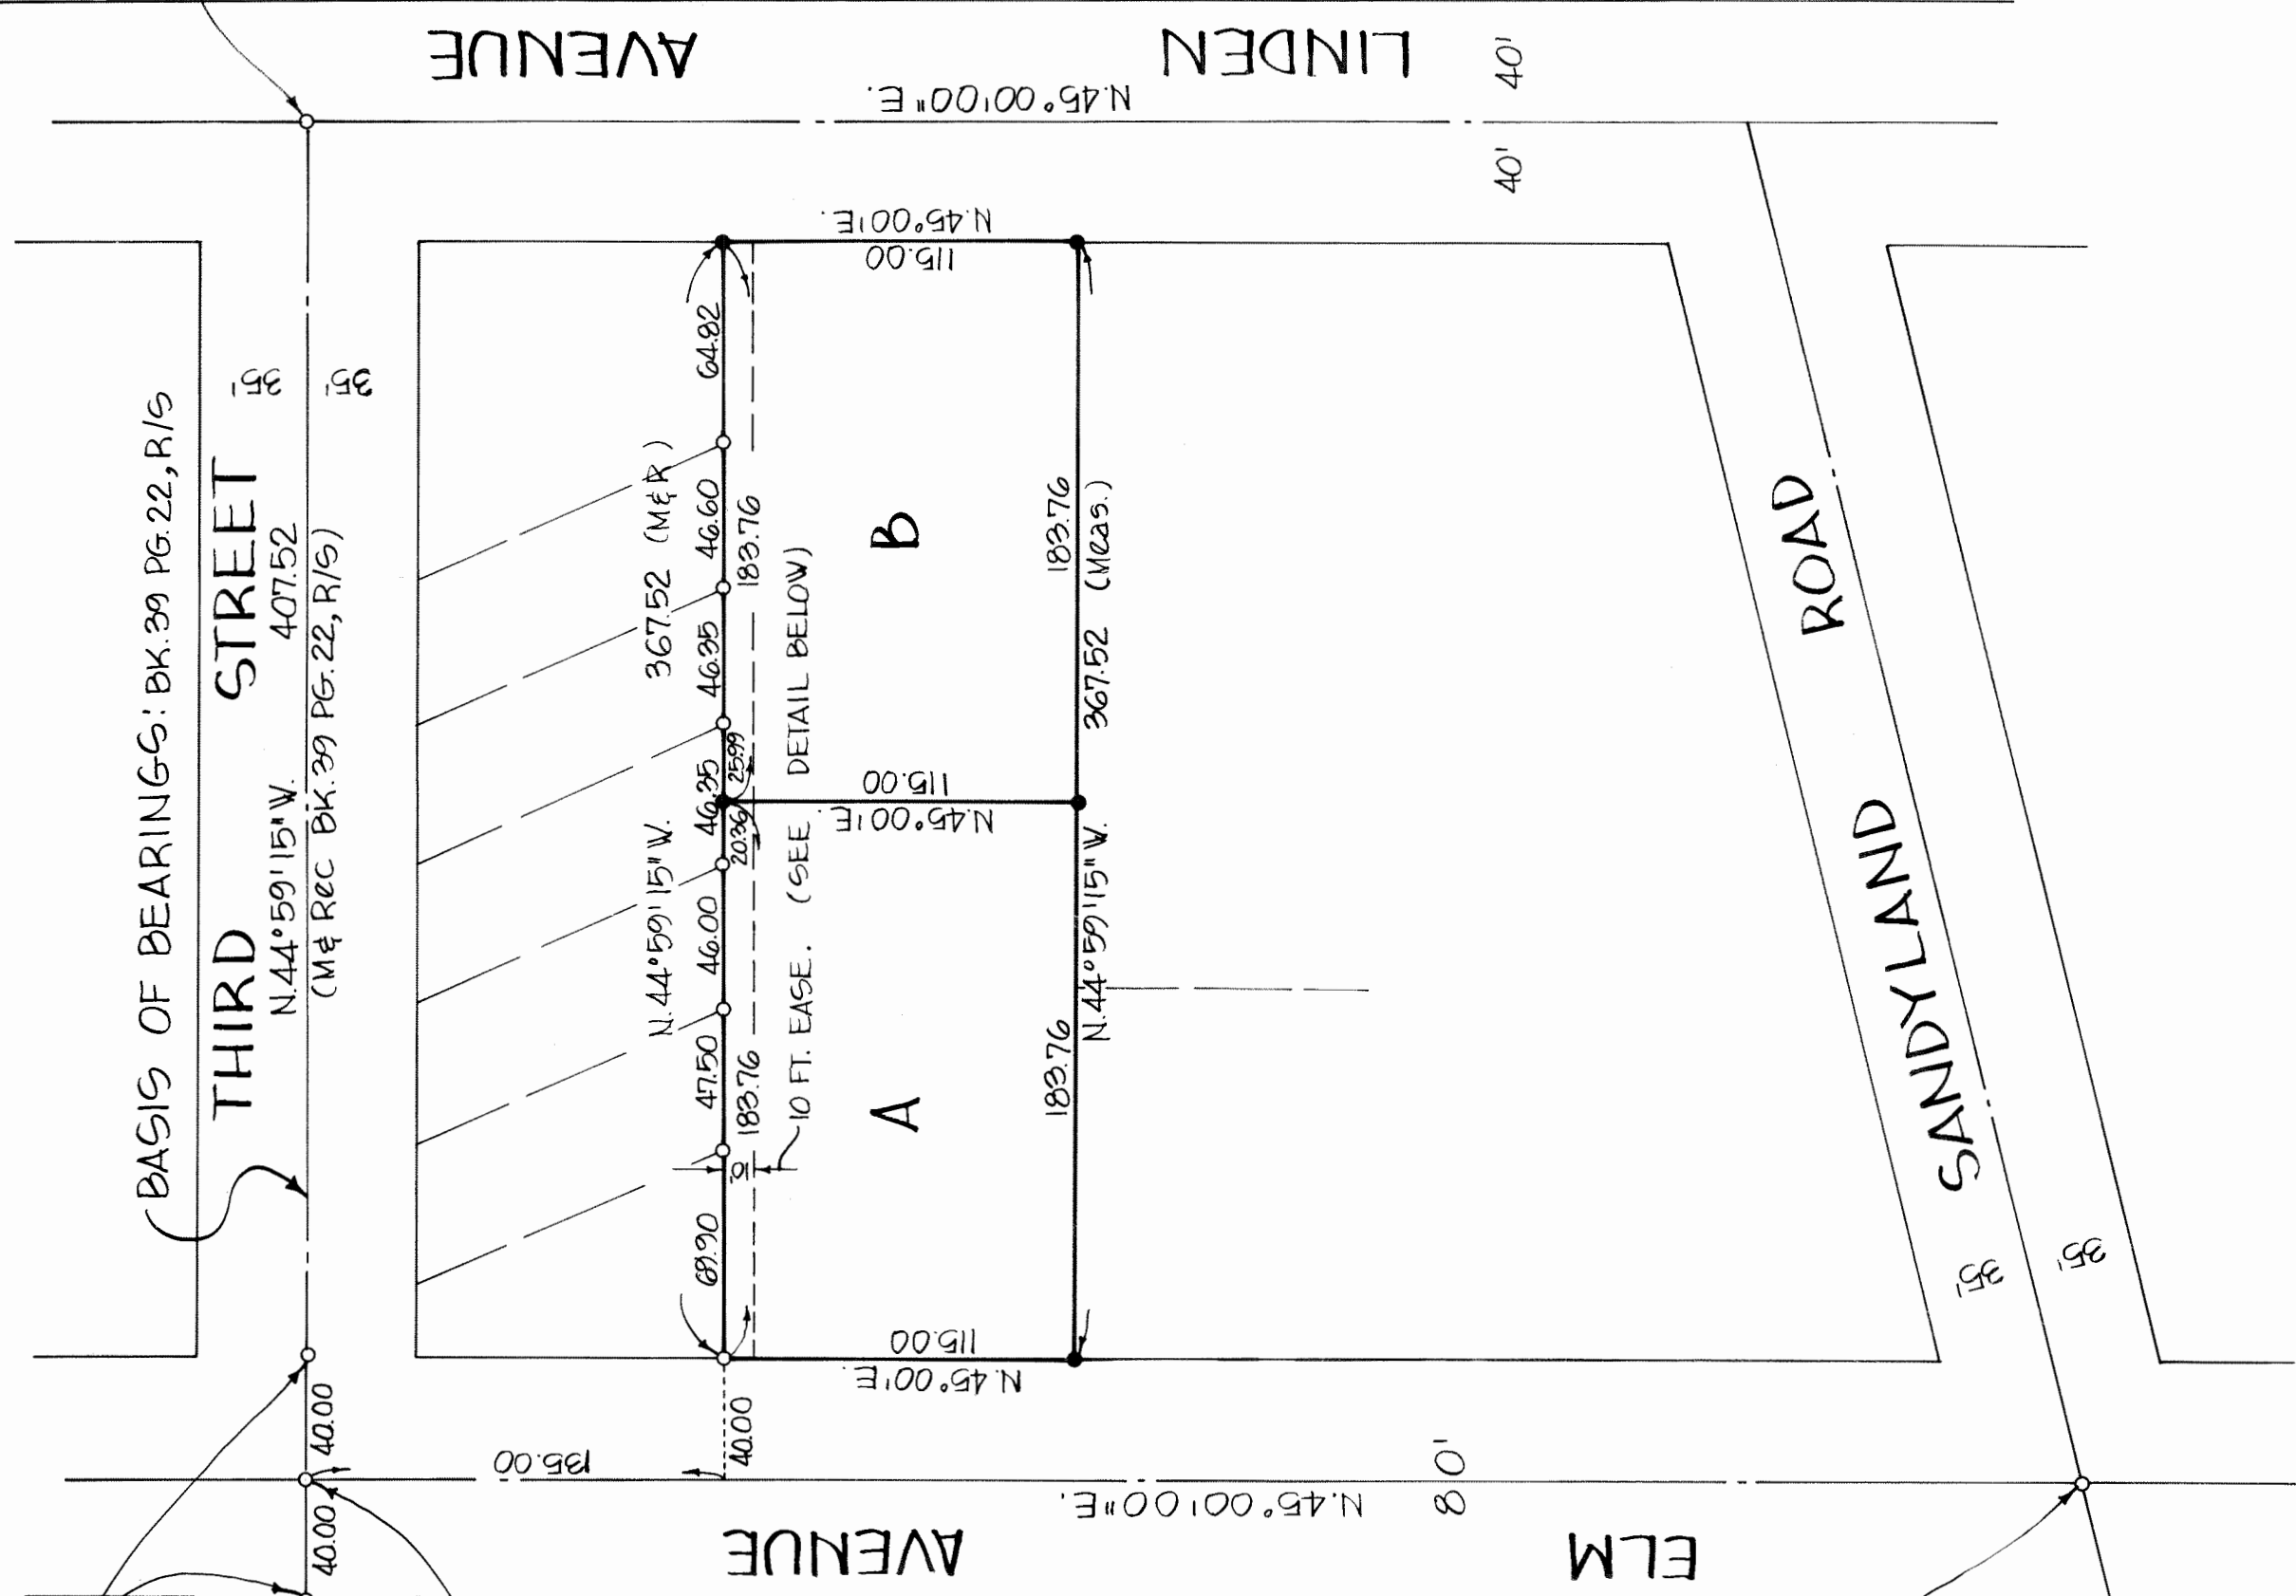 LINDEN AVENUE
N.45°00'00"E.
40'
40'
BASIS OF BEARINGS: BK.39 PG.22, R/S
THIRD STREET
N.44°59'15"W. 407.52
(M& Rec BK.39 PG.22, R/S)
35'
35'
N.44°59'15"W. 367.52 (M&R)
69.90
47.50
46.00
46.35
46.35
46.60
64.82
20.36
25.99
183.76
183.76
10'
10 FT. EASE. (SEE DETAIL BELOW)
N.45°00'E.
115.00
115.00
N.45°00'E.
115.00
N.45°00'E.
A
B
183.76
183.76
N.44°59'15"W. 367.52 (Meas.)
SANDYLAND ROAD
35'
35'
40.00
40.00
40.00
135.00
N.45°00'00"E.
80'
ELM AVENUE